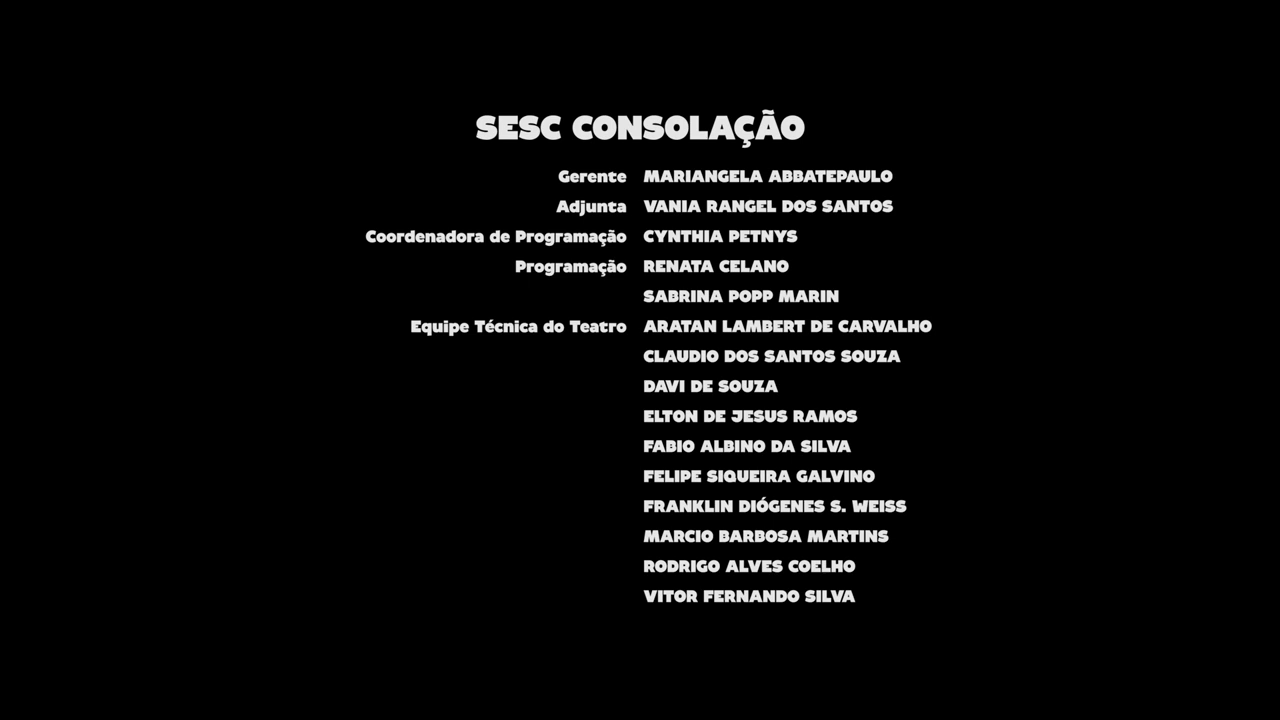 SESC CONSOLAÇÃO
Gerente MARIANGELA ABBATEPAULO
Adjunta VANIA RANGEL DOS SANTOS
Coordenadora de Programação CYNTHIA PETNYS
Programação RENATA CELANO
SABRINA POPP MARIN
Equipe Técnica do Teatro ARATAN LAMBERT DE CARVALHO
CLAUDIO DOS SANTOS SOUZA
DAVI DE SOUZA
ELTON DE JESUS RAMOS
FABIO ALBINO DA SILVA
FELIPE SIQUEIRA GALVINO
FRANKLIN DIÓGENES S. WEISS
MARCIO BARBOSA MARTINS
RODRIGO ALVES COELHO
VITOR FERNANDO SILVA